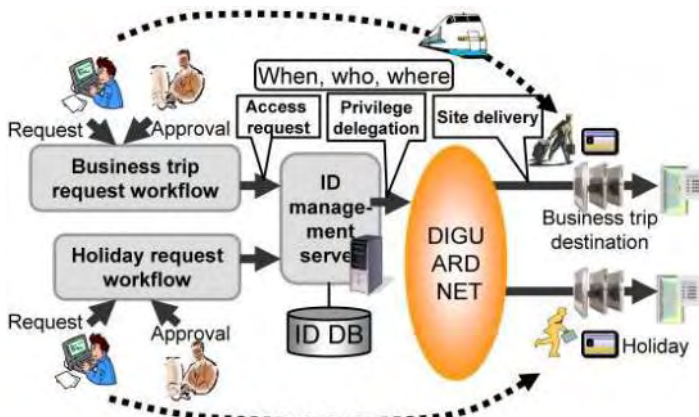 When, who, where
Access
request
Privilege
delegation
Site delivery
Request
Approval
Business trip
request workflow
ID
manage-
ment
server
DIGU
ARD
NET
Business trip
destination
Holiday request
workflow
Request
Approval
ID DB
Holiday